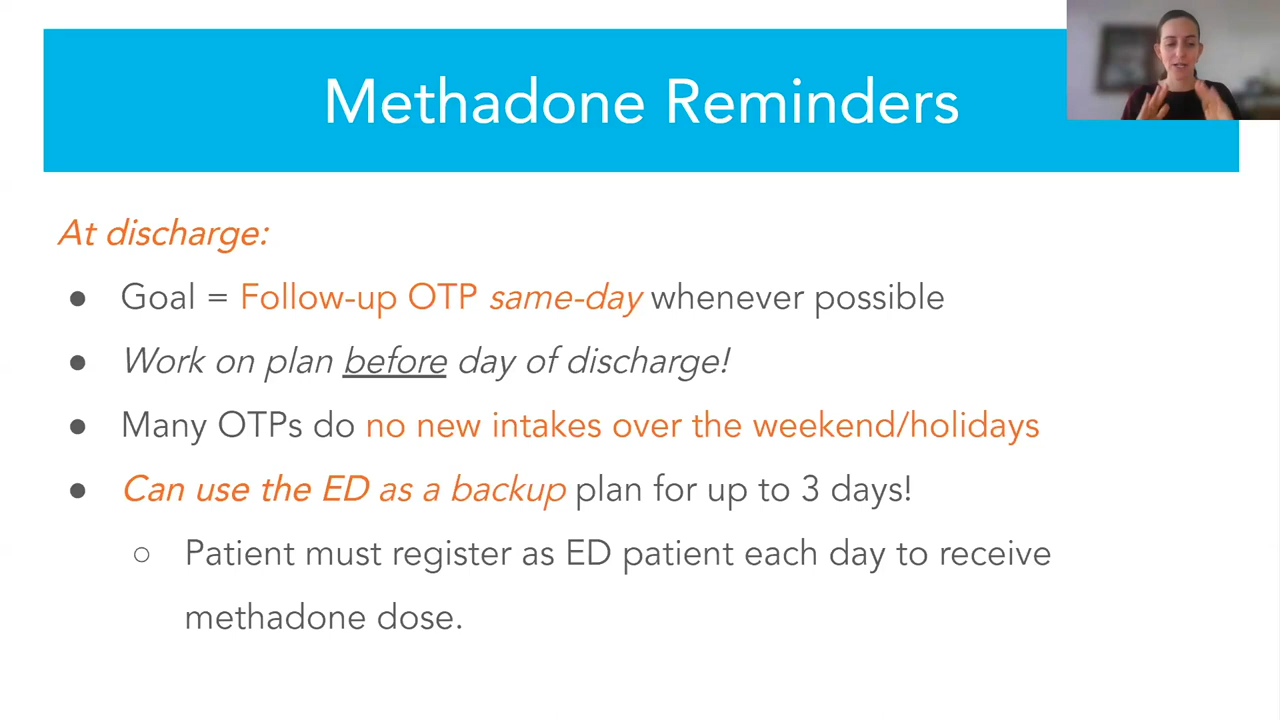 Methadone Reminders
At discharge:
● Goal = Follow-up OTP same-day whenever possible
● Work on plan before day of discharge!
● Many OTPs do no new intakes over the weekend/holidays
● Can use the ED as a backup plan for up to 3 days!
○ Patient must register as ED patient each day to receive
methadone dose.